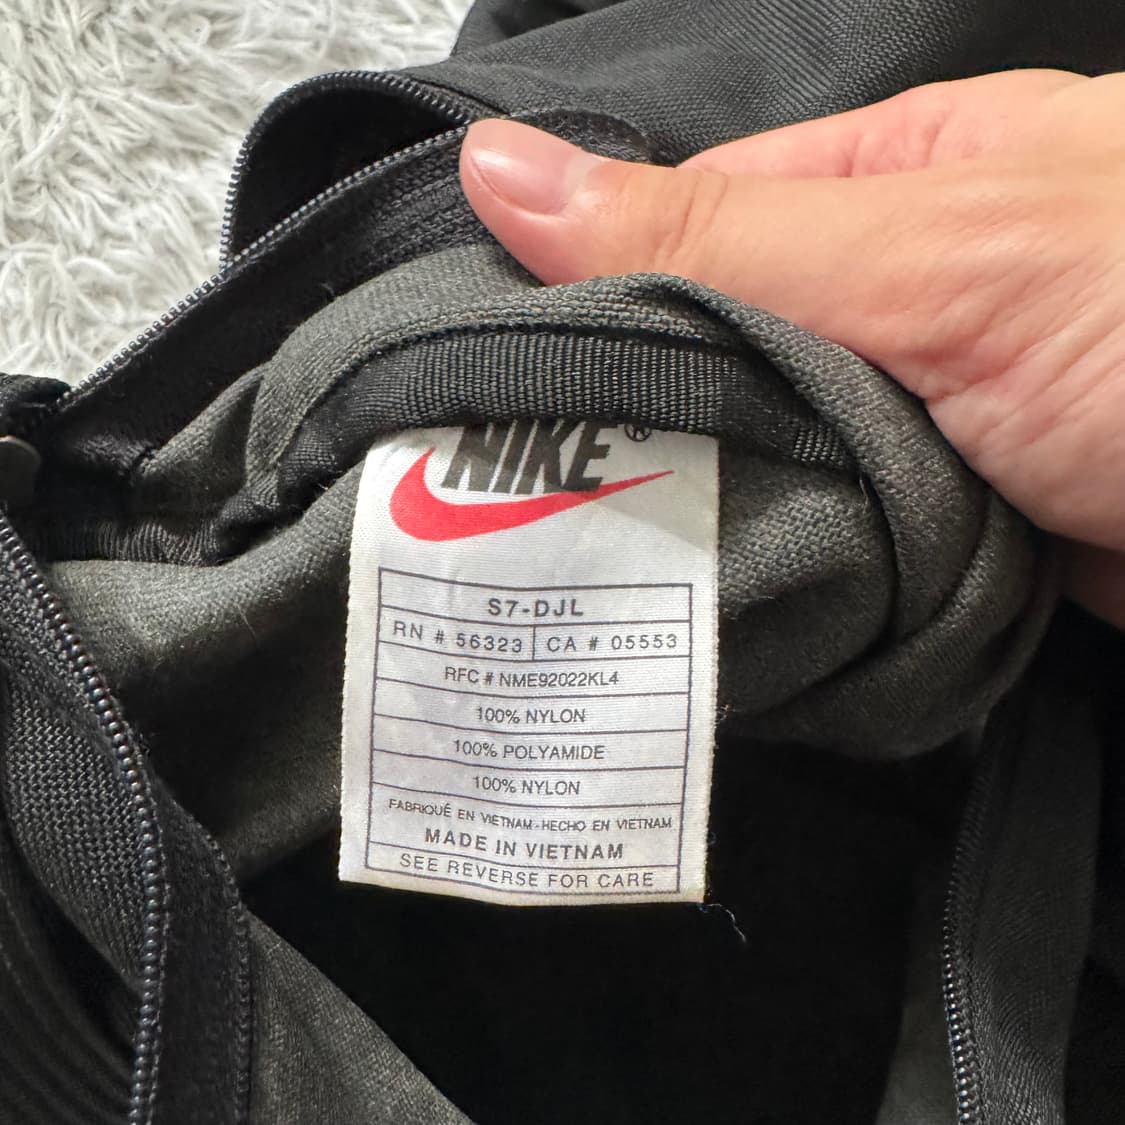 NIKE®
S7-DJL
RN # 56323 CA # 05553
RFC # NME92022KL4
100% NYLON
100% POLYAMIDE
100% NYLON
FABRIQUÉ EN VIETNAM-HECHO EN VIETNAM
MADE IN VIETNAM
SEE REVERSE FOR CARE